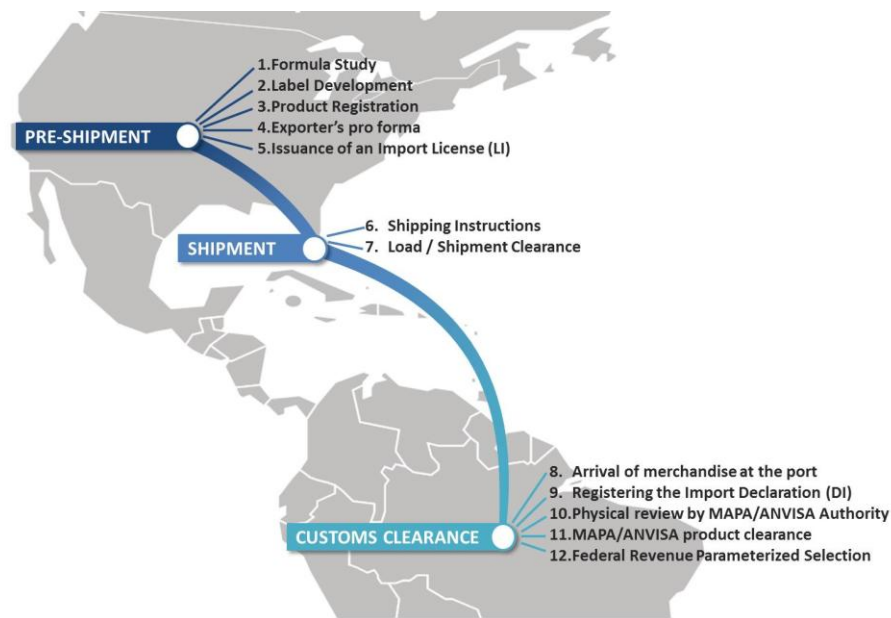 PRE-SHIPMENT
1.Formula Study
2.Label Development
3.Product Registration
4.Exporter's pro forma
5.Issuance of an Import License (LI)
SHIPMENT
6. Shipping Instructions
7. Load / Shipment Clearance
CUSTOMS CLEARANCE
8. Arrival of merchandise at the port
9. Registering the Import Declaration (DI)
10.Physical review by MAPA/ANVISA Authority
11.MAPA/ANVISA product clearance
12.Federal Revenue Parameterized Selection